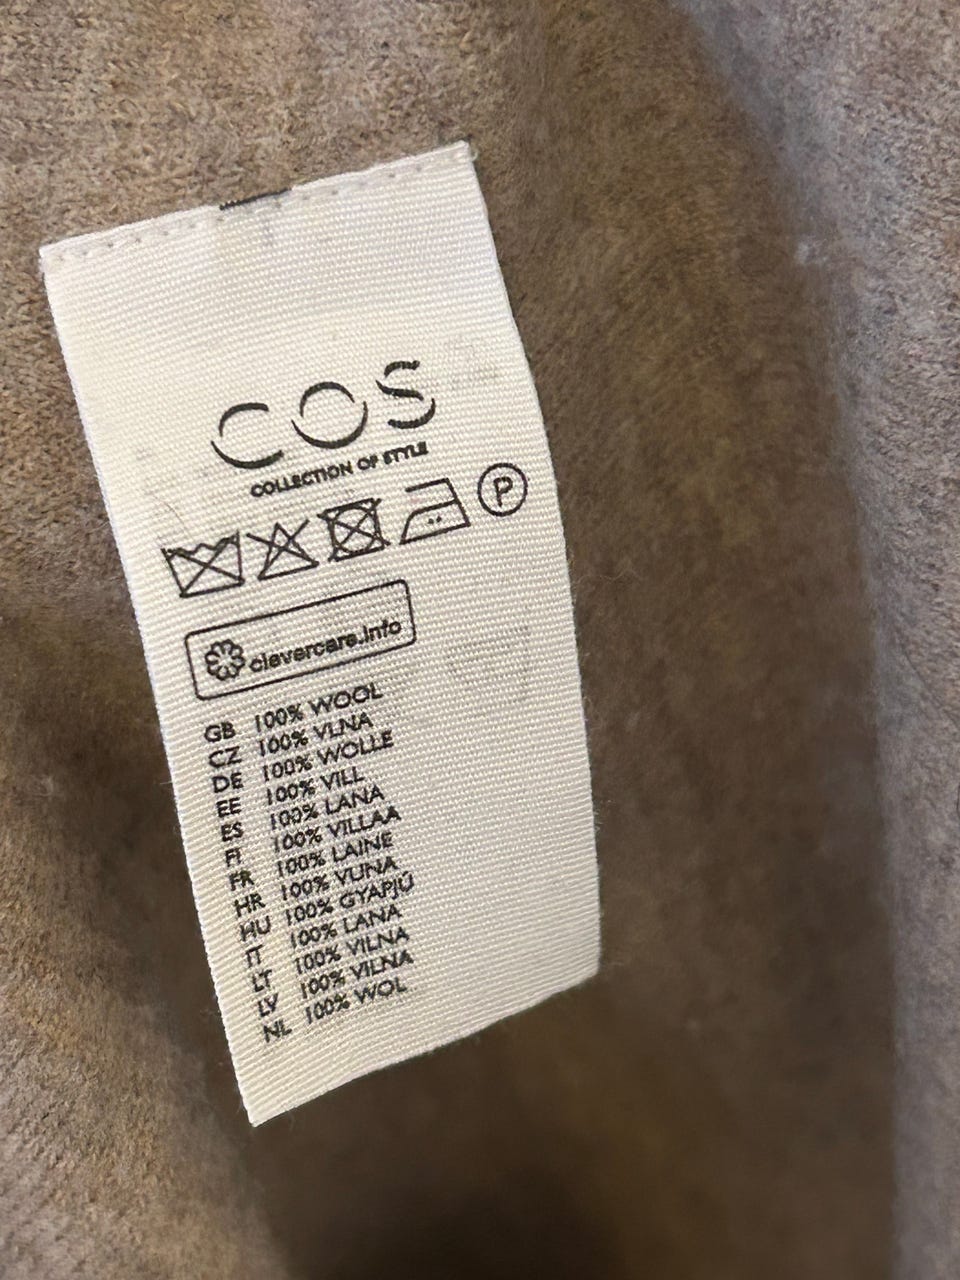 COS
COLLECTION OF STYLE
P
clevercare.info
GB 100% WOOL
CZ 100% VLNA
DE 100% WOLLE
EE 100% VILL
ES 100% LANA
FI 100% VILLAA
FR 100% LAINE
HR 100% VUNA
HU 100% GYAPJÚ
IT 100% LANA
LT 100% VILNA
LV 100% VILNA
NL 100% WOL